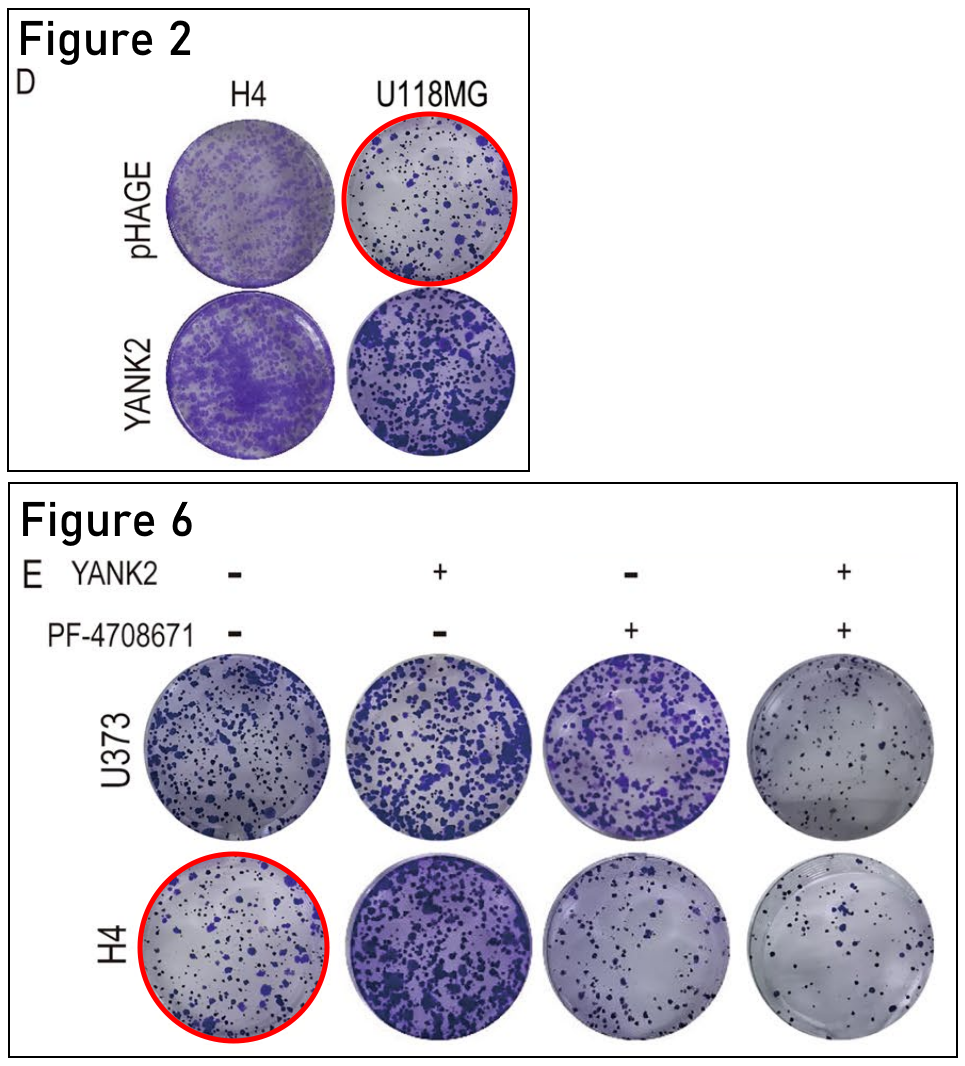 Figure 2
D
H4 U118MG
pHAGE
YANK2
Figure 6
E YANK2 - + - +
PF-4708671 - - + +
U373
H4